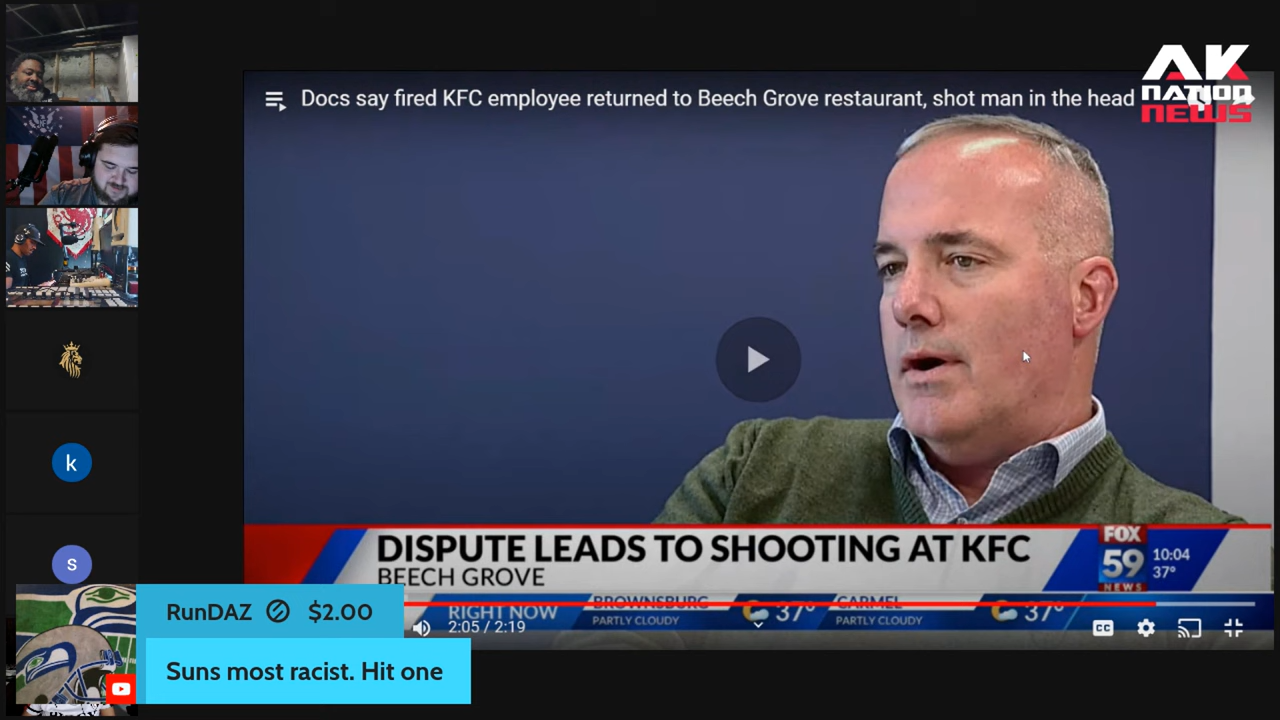 Docs say fired KFC employee returned to Beech Grove restaurant, shot man in the head
AK
NATION
NEWS
DISPUTE LEADS TO SHOOTING AT KFC
BEECH GROVE
FOX
59
NEWS
10:04
37°
RIGHT NOW
BROWNSBURG
PARTLY CLOUDY
37°
CARMEL
PARTLY CLOUDY
37°
2:05 / 2:19
CC
k
s
RunDAZ
$2.00
Suns most racist. Hit one